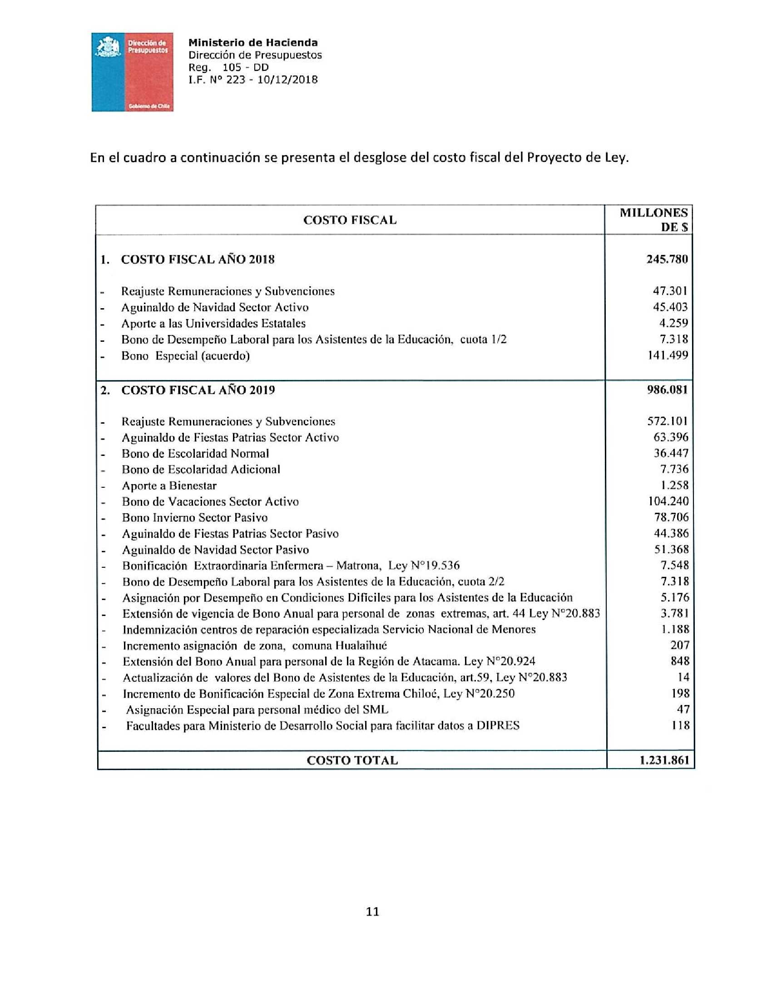 Dirección de
Presupuestos
Gobierno de Chile
Ministerio de Hacienda
Dirección de Presupuestos
Reg. 105 - DD
I.F. Nº 223 - 10/12/2018
En el cuadro a continuación se presenta el desglose del costo fiscal del Proyecto de Ley.
COSTO FISCAL MILLONES DE $
1. COSTO FISCAL AÑO 2018 245.780
- Reajuste Remuneraciones y Subvenciones 47.301
- Aguinaldo de Navidad Sector Activo 45.403
- Aporte a las Universidades Estatales 4.259
- Bono de Desempeño Laboral para los Asistentes de la Educación, cuota 1/2 7.318
- Bono Especial (acuerdo) 141.499
2. COSTO FISCAL AÑO 2019 986.081
- Reajuste Remuneraciones y Subvenciones 572.101
- Aguinaldo de Fiestas Patrias Sector Activo 63.396
- Bono de Escolaridad Normal 36.447
- Bono de Escolaridad Adicional 7.736
- Aporte a Bienestar 1.258
- Bono de Vacaciones Sector Activo 104.240
- Bono Invierno Sector Pasivo 78.706
- Aguinaldo de Fiestas Patrias Sector Pasivo 44.386
- Aguinaldo de Navidad Sector Pasivo 51.368
- Bonificación Extraordinaria Enfermera – Matrona, Ley N°19.536 7.548
- Bono de Desempeño Laboral para los Asistentes de la Educación, cuota 2/2 7.318
- Asignación por Desempeño en Condiciones Difíciles para los Asistentes de la Educación 5.176
- Extensión de vigencia de Bono Anual para personal de zonas extremas, art. 44 Ley N°20.883 3.781
- Indemnización centros de reparación especializada Servicio Nacional de Menores 1.188
- Incremento asignación de zona, comuna Hualaihué 207
- Extensión del Bono Anual para personal de la Región de Atacama. Ley N°20.924 848
- Actualización de valores del Bono de Asistentes de la Educación, art.59, Ley N°20.883 14
- Incremento de Bonificación Especial de Zona Extrema Chiloé, Ley N°20.250 198
- Asignación Especial para personal médico del SML 47
- Facultades para Ministerio de Desarrollo Social para facilitar datos a DIPRES 118
COSTO TOTAL 1.231.861
11